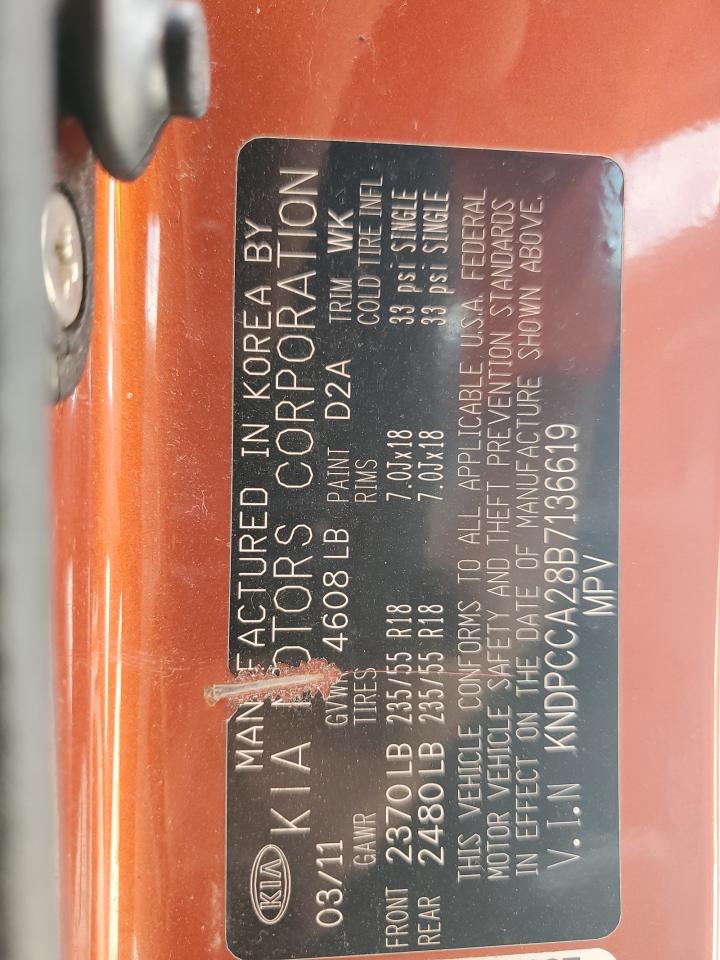 MANUFACTURED IN KOREA BY
KIA KIA MOTORS CORPORATION
03/11 GVWR 4608 LB PAINT D2A TRIM WK
GAWR TIRES RIMS COLD TIRE INFL
FRONT 2370 LB 235/55 R18 7.0Jx18 33 psi SINGLE
REAR 2480 LB 235/55 R18 7.0Jx18 33 psi SINGLE
THIS VEHICLE CONFORMS TO ALL APPLICABLE U.S.A. FEDERAL
MOTOR VEHICLE SAFETY AND THEFT PREVENTION STANDARDS
IN EFFECT ON THE DATE OF MANUFACTURE SHOWN ABOVE.
V.I.N KNDPCCA28B7136619
MPV